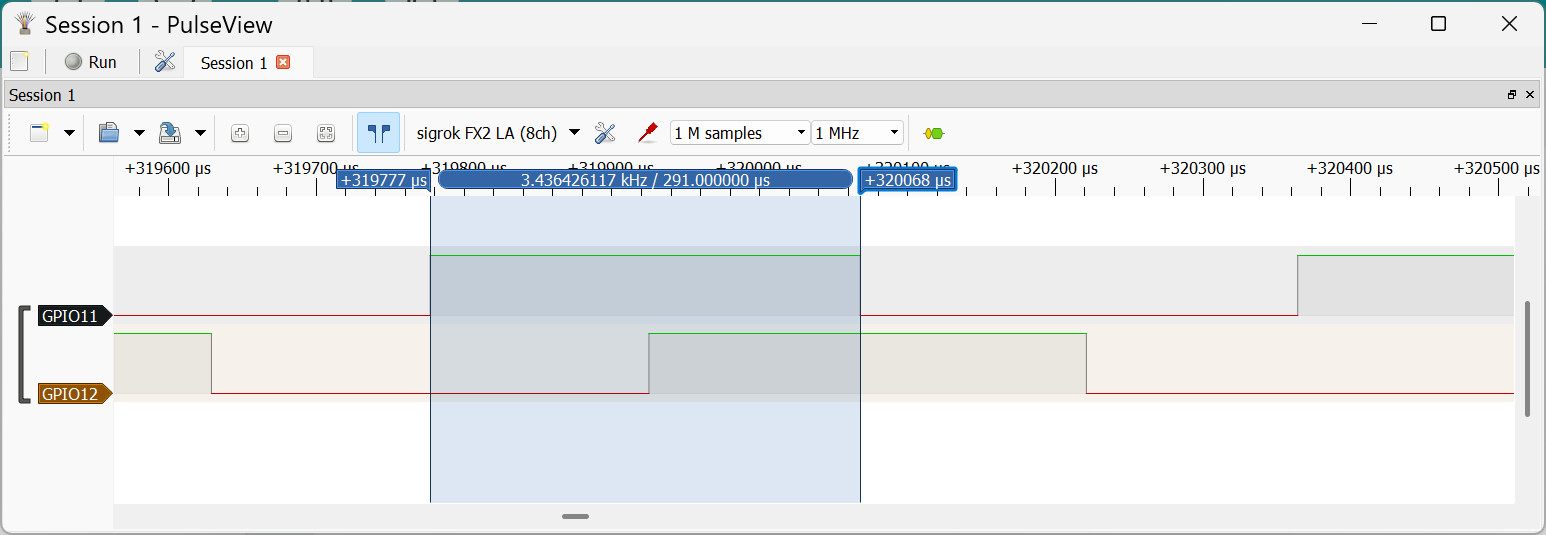 Session 1 - PulseView
Run
Session 1
Session 1
sigrok FX2 LA (8ch)
1 M samples
1 MHz
+319600 µs +319700 µs +319800 µs +319900 µs +320000 µs +320100 µs +320200 µs +320300 µs +320400 µs +320500 µs
+319777 µs 3.436426117 kHz / 291.000000 µs +320068 µs
GPIO11
GPIO12